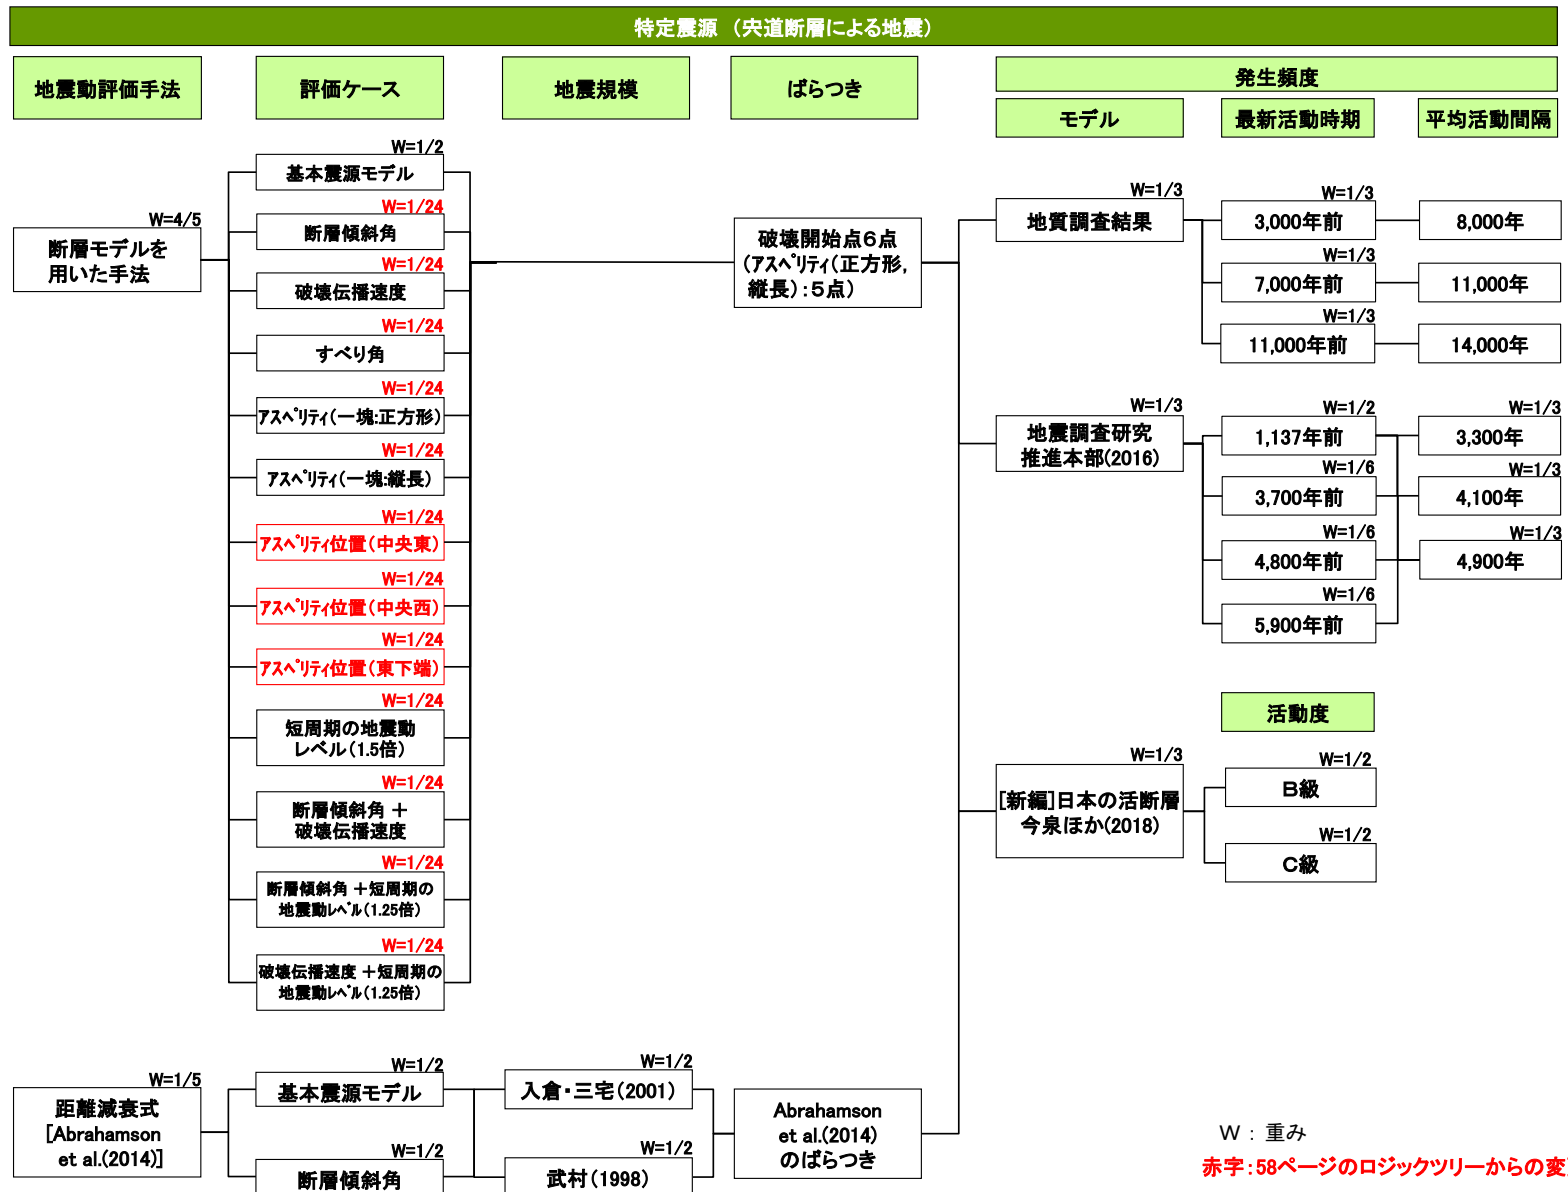 特定震源 （宍道断層による地震）
地震動評価手法
評価ケース
地震規模
ばらつき
発生頻度
モデル
最新活動時期
平均活動間隔
W=4/5
断層モデルを
用いた手法
W=1/2
基本震源モデル
W=1/24
断層傾斜角
W=1/24
破壊伝播速度
W=1/24
すべり角
W=1/24
ｱｽﾍﾟﾘﾃｨ(一塊:正方形)
W=1/24
ｱｽﾍﾟﾘﾃｨ(一塊:縦長)
W=1/24
ｱｽﾍﾟﾘﾃｨ位置(中央東)
W=1/24
ｱｽﾍﾟﾘﾃｨ位置(中央西)
W=1/24
ｱｽﾍﾟﾘﾃｨ位置(東下端)
W=1/24
短周期の地震動
レベル(1.5倍)
W=1/24
断層傾斜角 ＋
破壊伝播速度
W=1/24
断層傾斜角 ＋短周期の
地震動ﾚﾍﾞﾙ(1.25倍)
W=1/24
破壊伝播速度 ＋短周期の
地震動ﾚﾍﾞﾙ(1.25倍)
破壊開始点６点
(ｱｽﾍﾟﾘﾃｨ(正方形,
縦長):５点)
W=1/3
地質調査結果
W=1/3
3,000年前
8,000年
W=1/3
7,000年前
11,000年
W=1/3
11,000年前
14,000年
W=1/3
地震調査研究
推進本部(2016)
W=1/2
1,137年前
W=1/3
3,300年
W=1/6
3,700年前
W=1/3
4,100年
W=1/6
4,800年前
W=1/3
4,900年
W=1/6
5,900年前
活動度
W=1/3
[新編]日本の活断層
今泉ほか(2018)
W=1/2
Ｂ級
W=1/2
Ｃ級
W=1/5
距離減衰式
[Abrahamson
et al.(2014)]
W=1/2
基本震源モデル
W=1/2
断層傾斜角
W=1/2
入倉・三宅(2001)
W=1/2
武村(1998)
Abrahamson
et al.(2014)
のばらつき
Ｗ : 重み
赤字:58ページのロジックツリーからの変